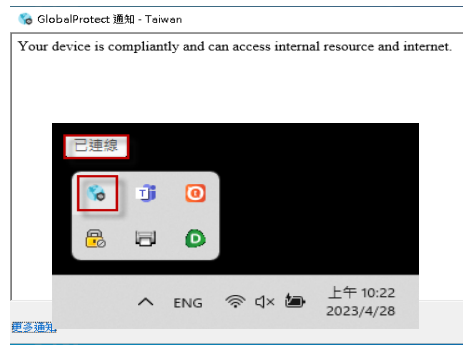 GlobalProtect 通知 - Taiwan
Your device is compliantly and can access internal resource and internet.
已連線
ENG
上午 10:22
2023/4/28
更多通知